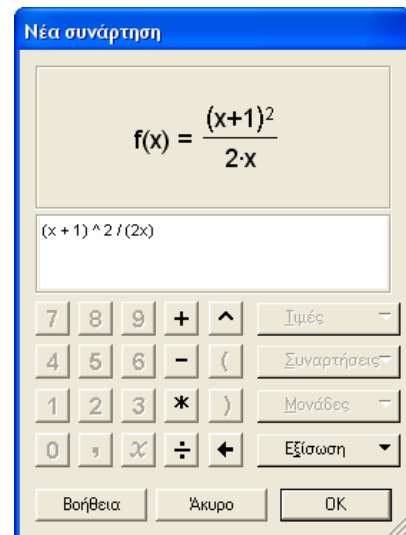 Νέα συνάρτηση
f(x) = (x+1)² / 2·x
(x + 1) ^ 2 / (2x)
7 8 9 + ^ Τιμές
4 5 6 − ( Συναρτήσεις
1 2 3 * ) Μονάδες
0 , x ÷ ← Εξίσωση
Βοήθεια Άκυρο OK